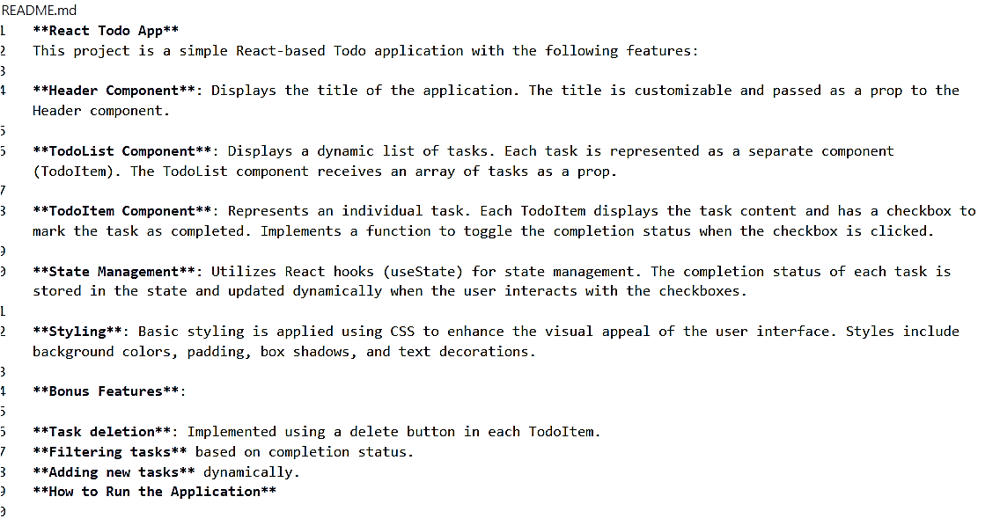 README.md
1 **React Todo App**
2 This project is a simple React-based Todo application with the following features:
3
4 **Header Component**: Displays the title of the application. The title is customizable and passed as a prop to the
Header component.
5
6 **TodoList Component**: Displays a dynamic list of tasks. Each task is represented as a separate component
(TodoItem). The TodoList component receives an array of tasks as a prop.
7
8 **TodoItem Component**: Represents an individual task. Each TodoItem displays the task content and has a checkbox to
mark the task as completed. Implements a function to toggle the completion status when the checkbox is clicked.
9
0 **State Management**: Utilizes React hooks (useState) for state management. The completion status of each task is
stored in the state and updated dynamically when the user interacts with the checkboxes.
1
2 **Styling**: Basic styling is applied using CSS to enhance the visual appeal of the user interface. Styles include
background colors, padding, box shadows, and text decorations.
3
4 **Bonus Features**:
5
6 **Task deletion**: Implemented using a delete button in each TodoItem.
7 **Filtering tasks** based on completion status.
8 **Adding new tasks** dynamically.
9 **How to Run the Application**
0